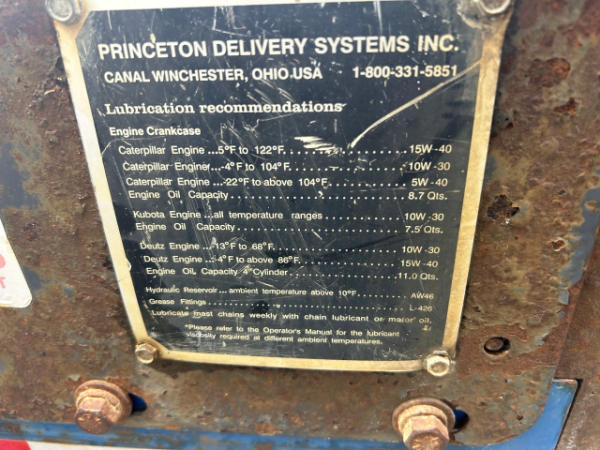 PRINCETON DELIVERY SYSTEMS INC.
CANAL WINCHESTER, OHIO USA 1-800-331-5851
Lubrication recommendations
Engine Crankcase
Caterpillar Engine ...5°F to 122°F. 15W-40
Caterpillar Engine ...-4°F to 104°F. 10W-30
Caterpillar Engine ...-22°F to above 104°F. 5W-40
Engine Oil Capacity 8.7 Qts.
Kubota Engine ...all temperature ranges 10W-30
Engine Oil Capacity 7.5 Qts.
Deutz Engine ...-13°F to 68°F. 10W-30
Deutz Engine ...-4°F to above 86°F. 15W-40
Engine Oil Capacity 4 Cylinder 11.0 Qts.
Hydraulic Reservoir ...ambient temperature above 10°F. AW46
Grease Fittings L-426
Lubricate mast chains weekly with chain lubricant or motor oil.
*Please refer to the Operator's Manual for the lubricant
viscosity required at different ambient temperatures.